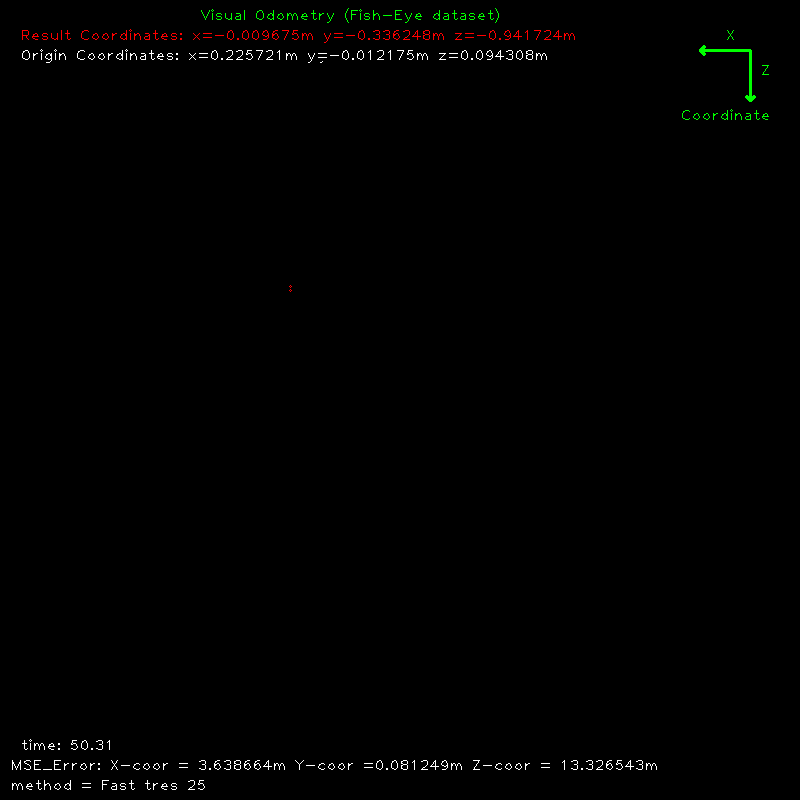 Visual Odometry (Fish-Eye dataset)
Result Coordinates: x=-0.009675m y=-0.336248m z=-0.941724m
Origin Coordinates: x=0.225721m y=-0.012175m z=0.094308m
X
Z
Coordinate
time: 50.31
MSE_Error: X-coor = 3.638664m Y-coor =0.081249m Z-coor = 13.326543m
method = Fast tres 25